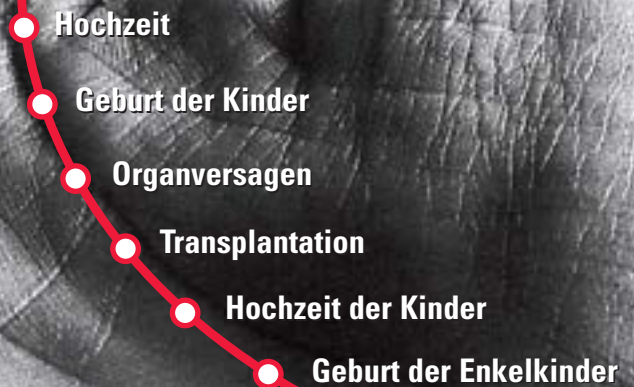 Hochzeit
Geburt der Kinder
Organversagen
Transplantation
Hochzeit der Kinder
Geburt der Enkelkinder